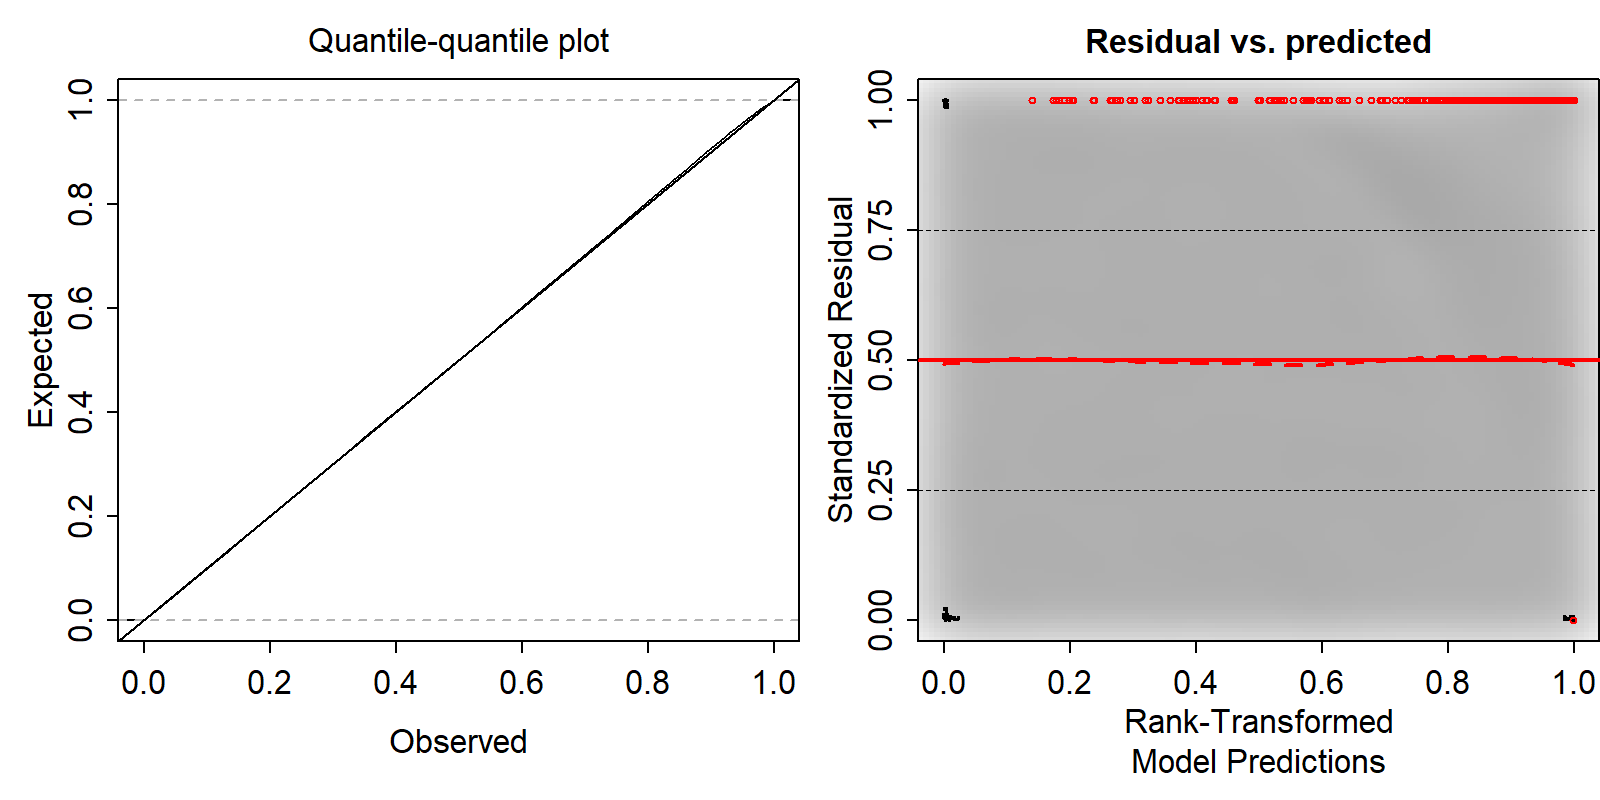 Quantile-quantile plot
Expected
0.0 0.2 0.4 0.6 0.8 1.0
0.0 0.2 0.4 0.6 0.8 1.0
Observed
Residual vs. predicted
Standardized Residual
0.00 0.25 0.50 0.75 1.00
0.0 0.2 0.4 0.6 0.8 1.0
Rank-Transformed
Model Predictions